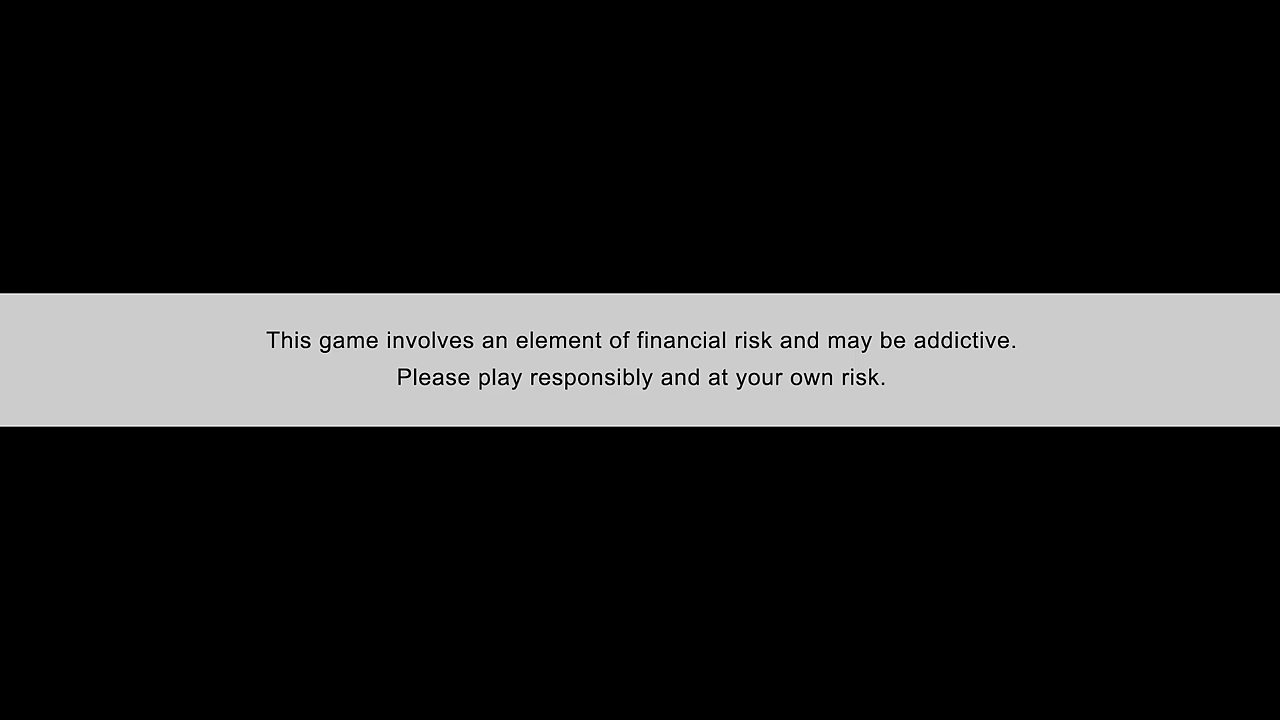 This game involves an element of financial risk and may be addictive.
Please play responsibly and at your own risk.